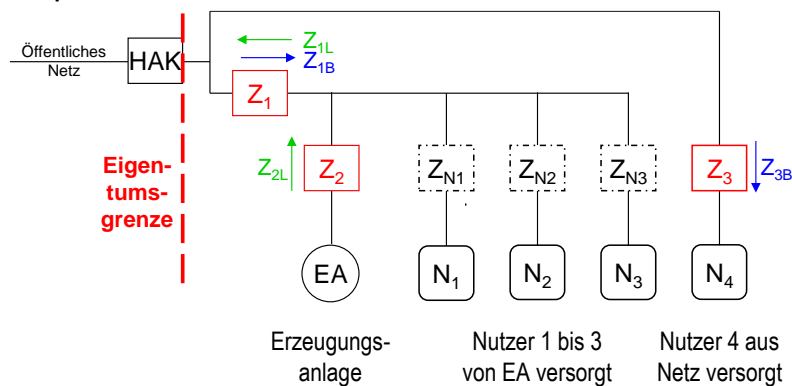 Öffentliches
Netz
HAK
Z1L
Z1B
Z1
Eigen-
tums-
grenze
Z2L
Z2
ZN1
ZN2
ZN3
Z3
Z3B
EA
N1
N2
N3
N4
Erzeugungs-
anlage
Nutzer 1 bis 3
von EA versorgt
Nutzer 4 aus
Netz versorgt